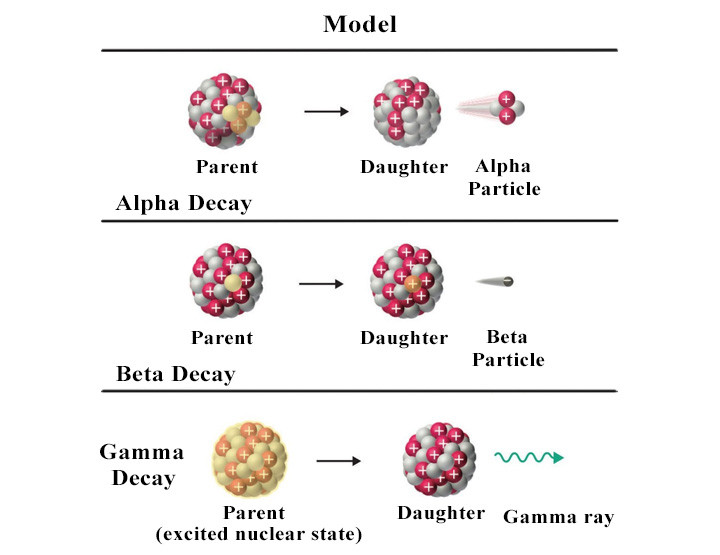 Model
Parent
Daughter
Alpha
Particle
Alpha Decay
Parent
Daughter
Beta
Particle
Beta Decay
Gamma
Decay
Parent
(excited nuclear state)
Daughter
Gamma ray